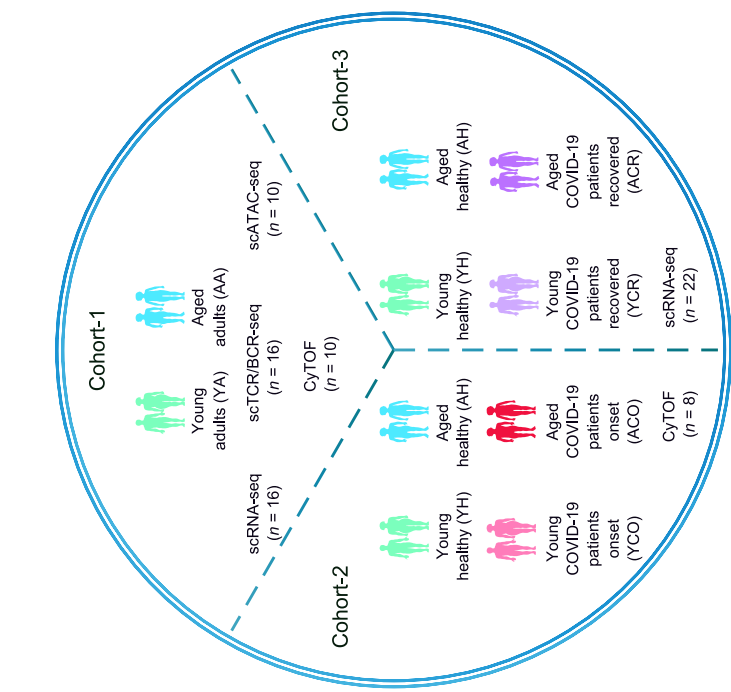 Cohort-1
Young
adults (YA)
Aged
adults (AA)
scRNA-seq
(n = 16)
scTCR/BCR-seq
(n = 16)
scATAC-seq
(n = 10)
CyTOF
(n = 10)
Cohort-2
Young
healthy (YH)
Aged
healthy (AH)
Young
COVID-19
patients
onset
(YCO)
Aged
COVID-19
patients
onset
(ACO)
CyTOF
(n = 8)
Cohort-3
Young
healthy (YH)
Aged
healthy (AH)
Young
COVID-19
patients
recovered
(YCR)
Aged
COVID-19
patients
recovered
(ACR)
scRNA-seq
(n = 22)